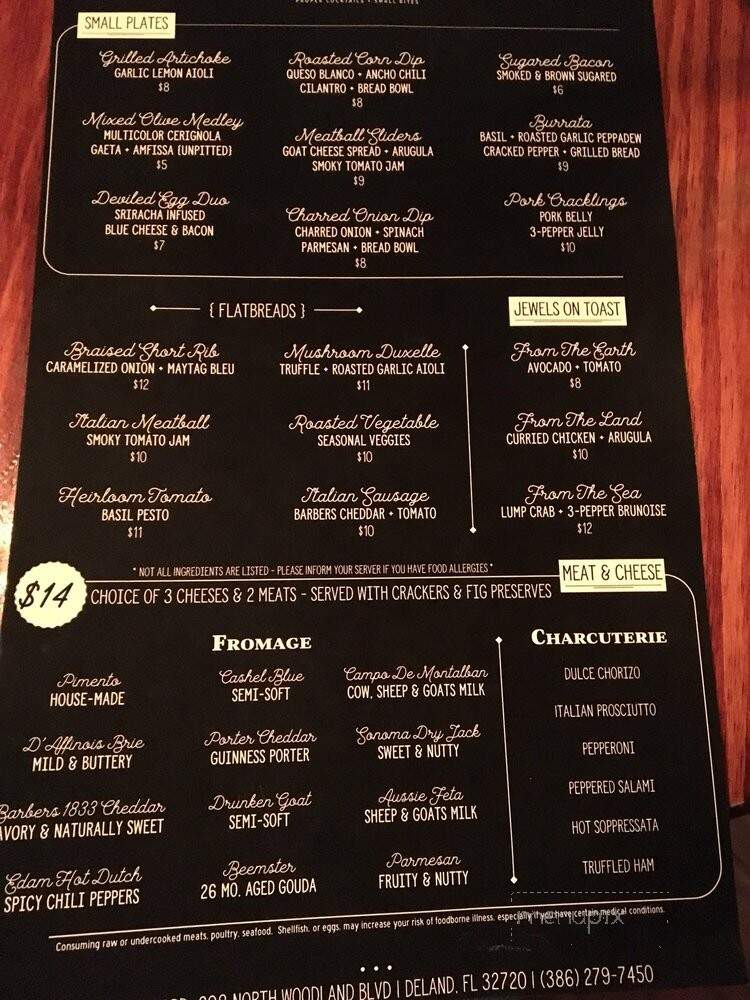 PROPER COCKTAILS + SMALL BITES
SMALL PLATES
Grilled Artichoke
GARLIC LEMON AIOLI
$8
Mixed Olive Medley
MULTICOLOR CERIGNOLA
GAETA + AMFISSA {UNPITTED}
$5
Deviled Egg Duo
SRIRACHA INFUSED
BLUE CHEESE & BACON
$7
Roasted Corn Dip
QUESO BLANCO + ANCHO CHILI
CILANTRO + BREAD BOWL
$8
Meatball Sliders
GOAT CHEESE SPREAD + ARUGULA
SMOKY TOMATO JAM
$9
Charred Onion Dip
CHARRED ONION + SPINACH
PARMESAN + BREAD BOWL
$8
Sugared Bacon
SMOKED & BROWN SUGARED
$6
Burrata
BASIL + ROASTED GARLIC PEPPADEW
CRACKED PEPPER + GRILLED BREAD
$9
Pork Cracklings
PORK BELLY
3-PEPPER JELLY
$10
{ FLATBREADS }
Braised Short Rib
CARAMELIZED ONION + MAYTAG BLEU
$12
Italian Meatball
SMOKY TOMATO JAM
$10
Heirloom Tomato
BASIL PESTO
$11
Mushroom Duxelle
TRUFFLE + ROASTED GARLIC AIOLI
$11
Roasted Vegetable
SEASONAL VEGGIES
$10
Italian Sausage
BARBERS CHEDDAR + TOMATO
$10
JEWELS ON TOAST
From The Earth
AVOCADO + TOMATO
$8
From The Land
CURRIED CHICKEN + ARUGULA
$10
From The Sea
LUMP CRAB + 3-PEPPER BRUNOISE
$12
* NOT ALL INGREDIENTS ARE LISTED - PLEASE INFORM YOUR SERVER IF YOU HAVE FOOD ALLERGIES *
MEAT & CHEESE
$14
CHOICE OF 3 CHEESES & 2 MEATS - SERVED WITH CRACKERS & FIG PRESERVES
FROMAGE
Pimento
HOUSE-MADE
D'Affinois Brie
MILD & BUTTERY
Barbers 1833 Cheddar
AVORY & NATURALLY SWEET
Edam Hot Dutch
SPICY CHILI PEPPERS
Cashel Blue
SEMI-SOFT
Porter Cheddar
GUINNESS PORTER
Drunken Goat
SEMI-SOFT
Beemster
26 MO. AGED GOUDA
Campo De Montalban
COW, SHEEP & GOATS MILK
Sonoma Dry Jack
SWEET & NUTTY
Aussie Feta
SHEEP & GOATS MILK
Parmesan
FRUITY & NUTTY
CHARCUTERIE
DULCE CHORIZO
ITALIAN PROSCIUTTO
PEPPERONI
PEPPERED SALAMI
HOT SOPPRESSATA
TRUFFLED HAM
menupix
Consuming raw or undercooked meats, poultry, seafood. Shellfish, or eggs, may increase your risk of foodborne illness, especially if you have certain medical conditions.
NORTH WOODLAND BLVD | DELAND, FL 32720 | (386) 279-7450